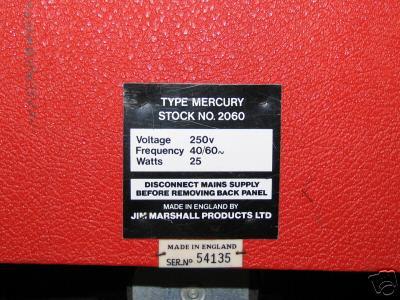 TYPE MERCURY
STOCK NO. 2060
Voltage 250v
Frequency 40/60~
Watts 25
DISCONNECT MAINS SUPPLY
BEFORE REMOVING BACK PANEL
MADE IN ENGLAND BY
JIM MARSHALL PRODUCTS LTD
MADE IN ENGLAND
SER.Nº 54135